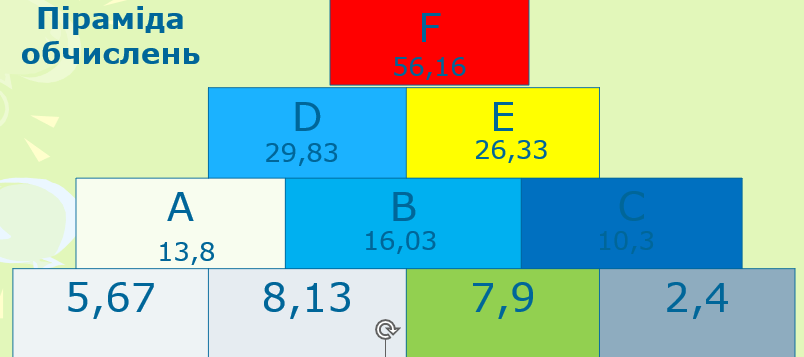 Піраміда
обчислень
F
56,16
D
29,83
E
26,33
A
13,8
B
16,03
C
10,3
5,67
8,13
7,9
2,4